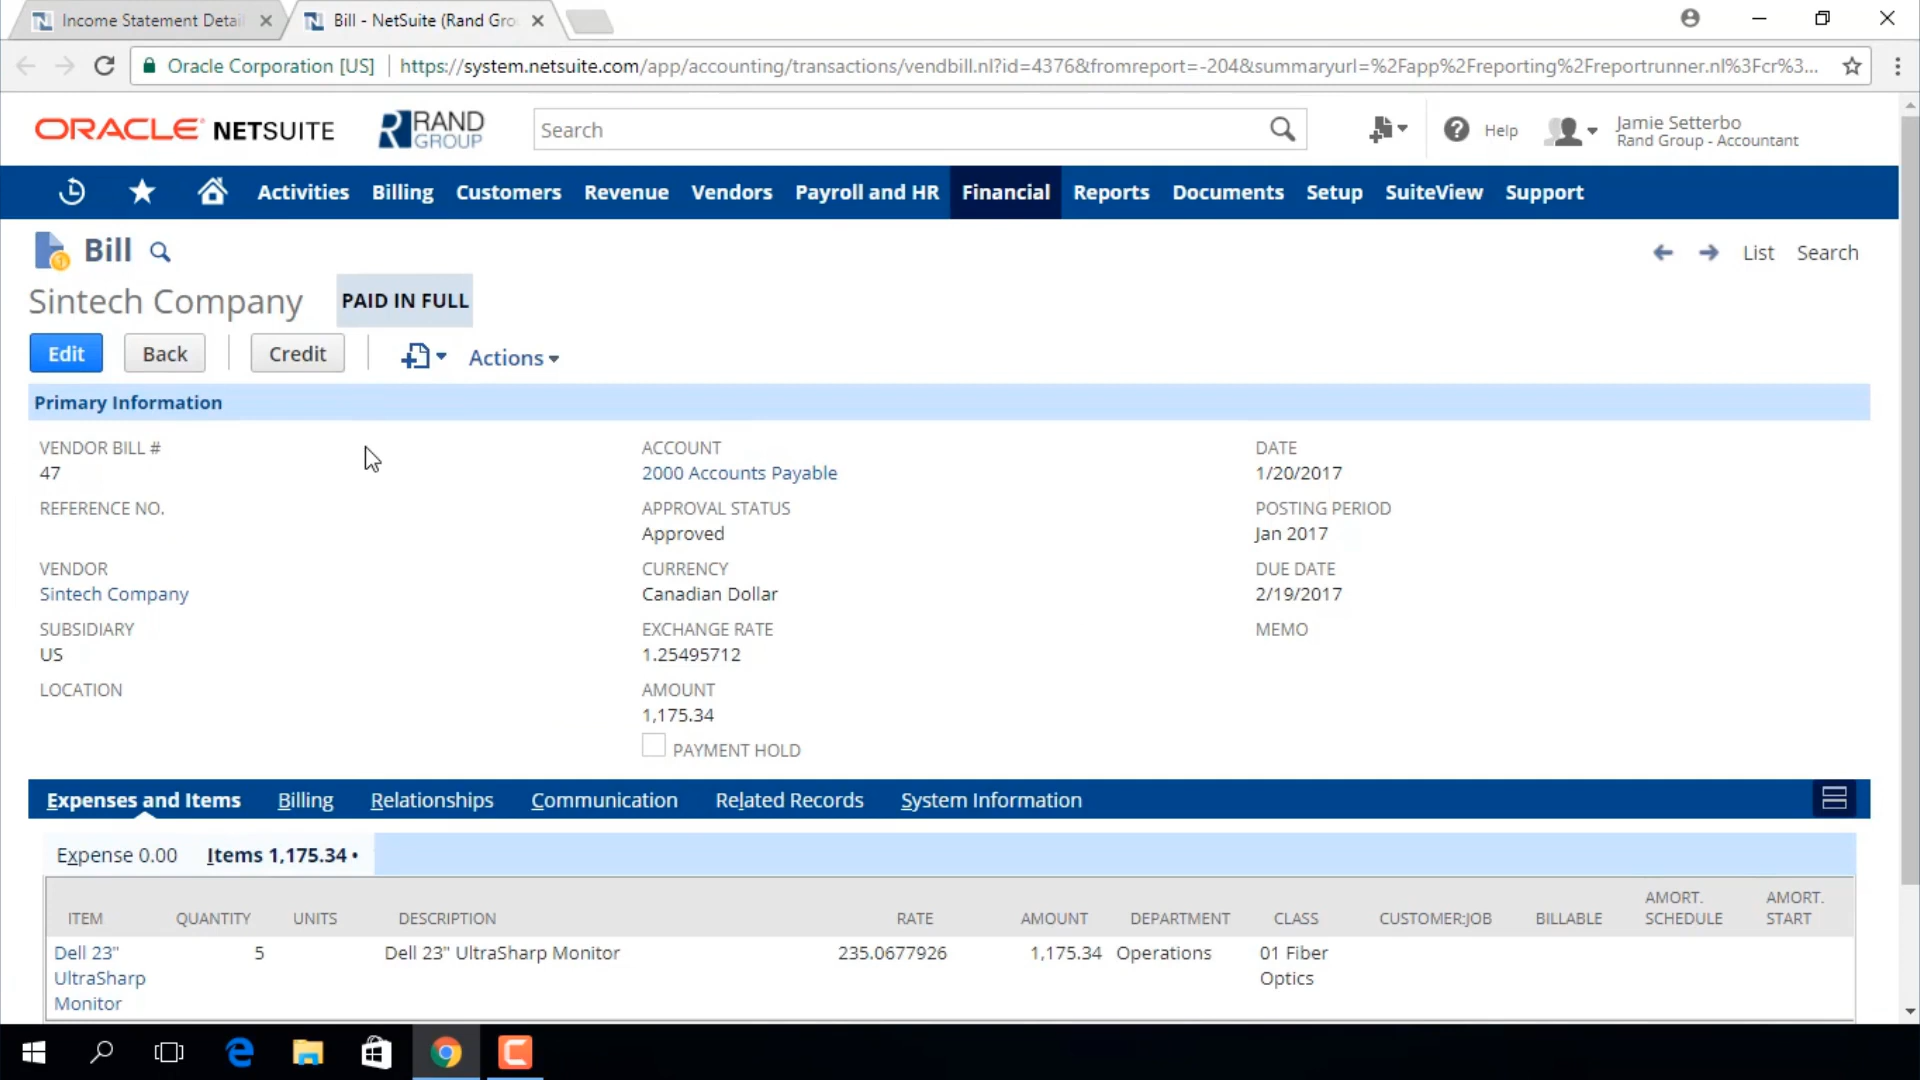 Income Statement Detail
Bill - NetSuite (Rand Gro
Oracle Corporation [US]
https://system.netsuite.com/app/accounting/transactions/vendbill.nl?id=4376&fromreport=-204&summaryurl=%2Fapp%2Freporting%2Freportrunner.nl%3Fcr%3...
ORACLE NETSUITE
RAND GROUP
Search
Help
Jamie Setterbo
Rand Group - Accountant
Activities Billing Customers Revenue Vendors Payroll and HR Financial Reports Documents Setup SuiteView Support
Bill
List Search
Sintech Company PAID IN FULL
Edit Back Credit Actions
Primary Information
VENDOR BILL # ACCOUNT DATE
47 2000 Accounts Payable 1/20/2017
REFERENCE NO. APPROVAL STATUS POSTING PERIOD
Approved Jan 2017
VENDOR CURRENCY DUE DATE
Sintech Company Canadian Dollar 2/19/2017
SUBSIDIARY EXCHANGE RATE MEMO
US 1.25495712
LOCATION AMOUNT
1,175.34
PAYMENT HOLD
Expenses and Items Billing Relationships Communication Related Records System Information
Expense 0.00 Items 1,175.34 •
ITEM QUANTITY UNITS DESCRIPTION RATE AMOUNT DEPARTMENT CLASS CUSTOMER:JOB BILLABLE AMORT. SCHEDULE AMORT. START
Dell 23" UltraSharp Monitor 5 Dell 23" UltraSharp Monitor 235.0677926 1,175.34 Operations 01 Fiber Optics